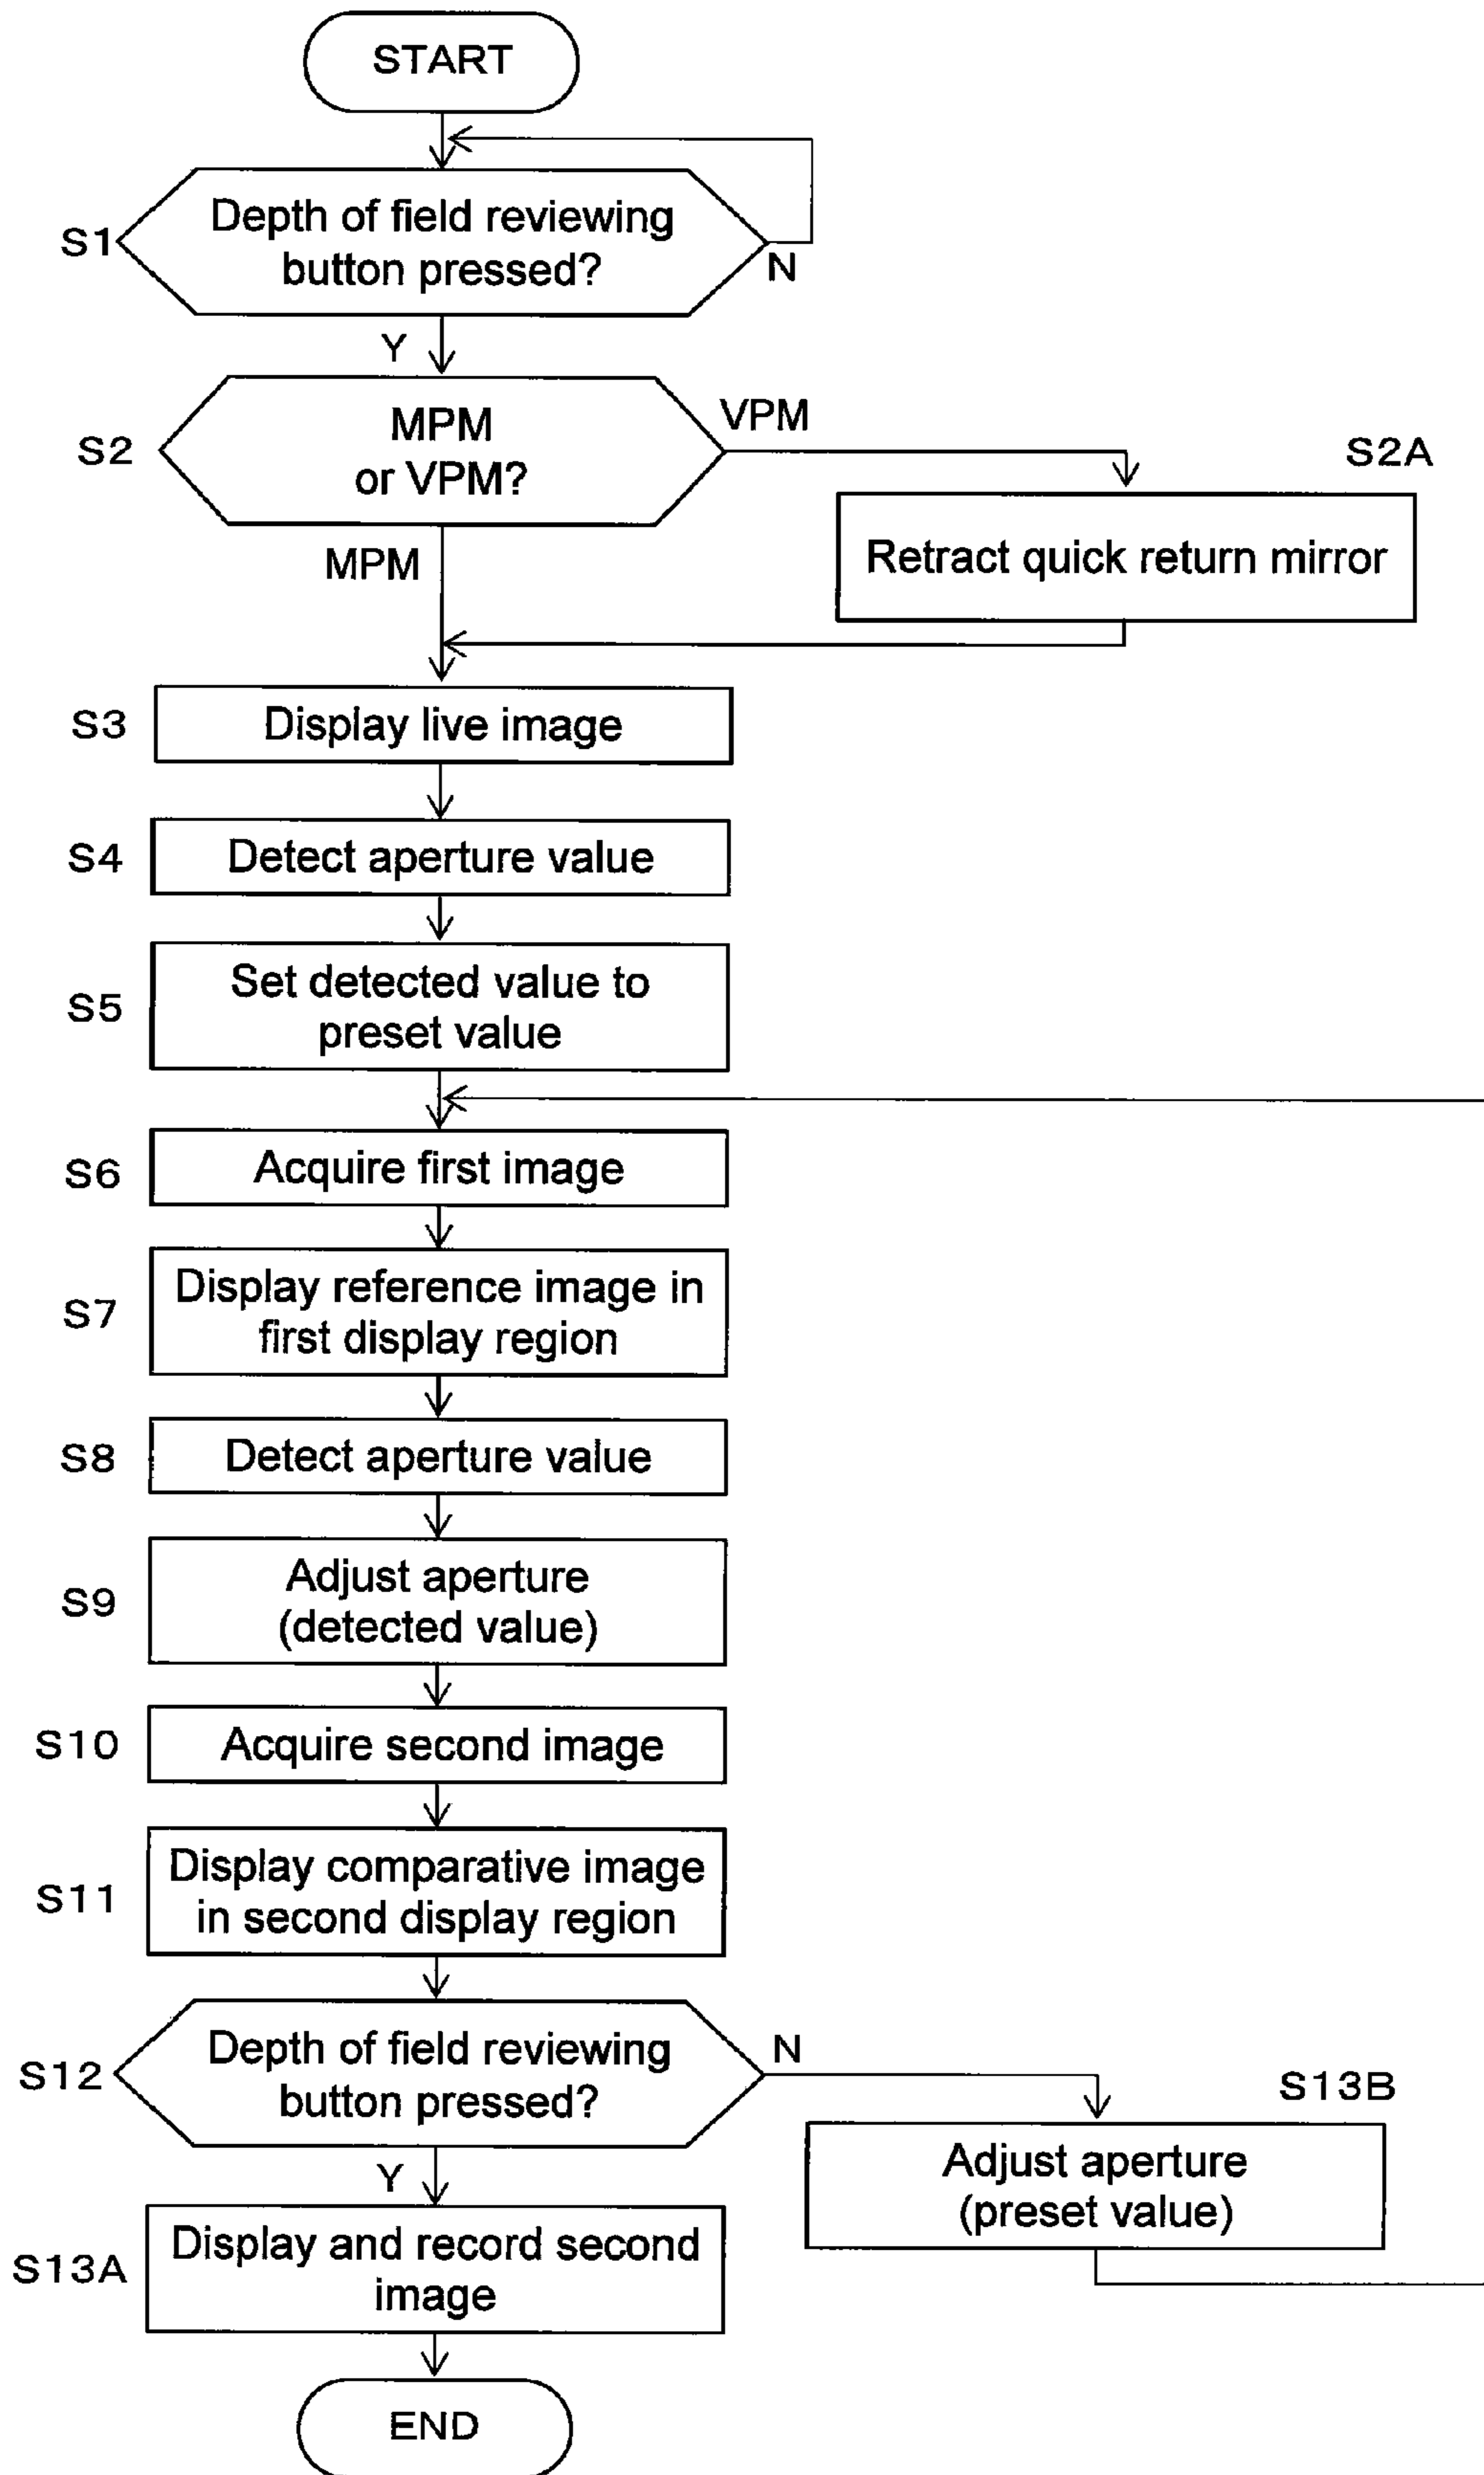 START
S1
Depth of field reviewing
button pressed?
N
Y
S2
MPM
or VPM?
VPM
S2A
Retract quick return mirror
MPM
S3
Display live image
S4
Detect aperture value
S5
Set detected value to
preset value
S6
Acquire first image
S7
Display reference image in
first display region
S8
Detect aperture value
S9
Adjust aperture
(detected value)
S10
Acquire second image
S11
Display comparative image
in second display region
S12
Depth of field reviewing
button pressed?
N
S13B
Adjust aperture
(preset value)
Y
S13A
Display and record second
image
END